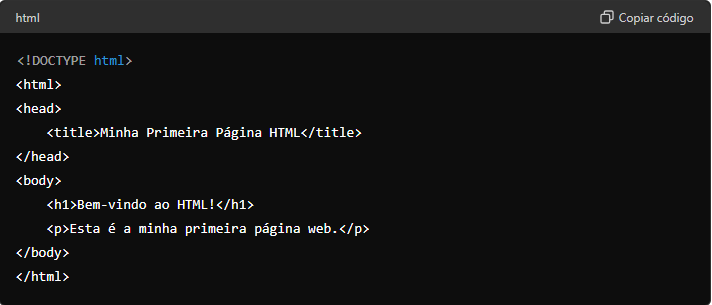 html
Copiar código
<!DOCTYPE html>
<html>
<head>
    <title>Minha Primeira Página HTML</title>
</head>
<body>
    <h1>Bem-vindo ao HTML!</h1>
    <p>Esta é a minha primeira página web.</p>
</body>
</html>